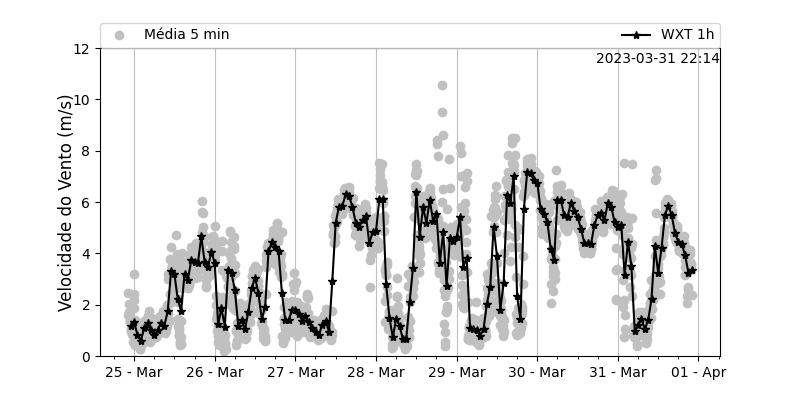 Média 5 min
WXT 1h
2023-03-31 22:14
Velocidade do Vento (m/s)
12
10
8
6
4
2
0
25 - Mar
26 - Mar
27 - Mar
28 - Mar
29 - Mar
30 - Mar
31 - Mar
01 - Apr